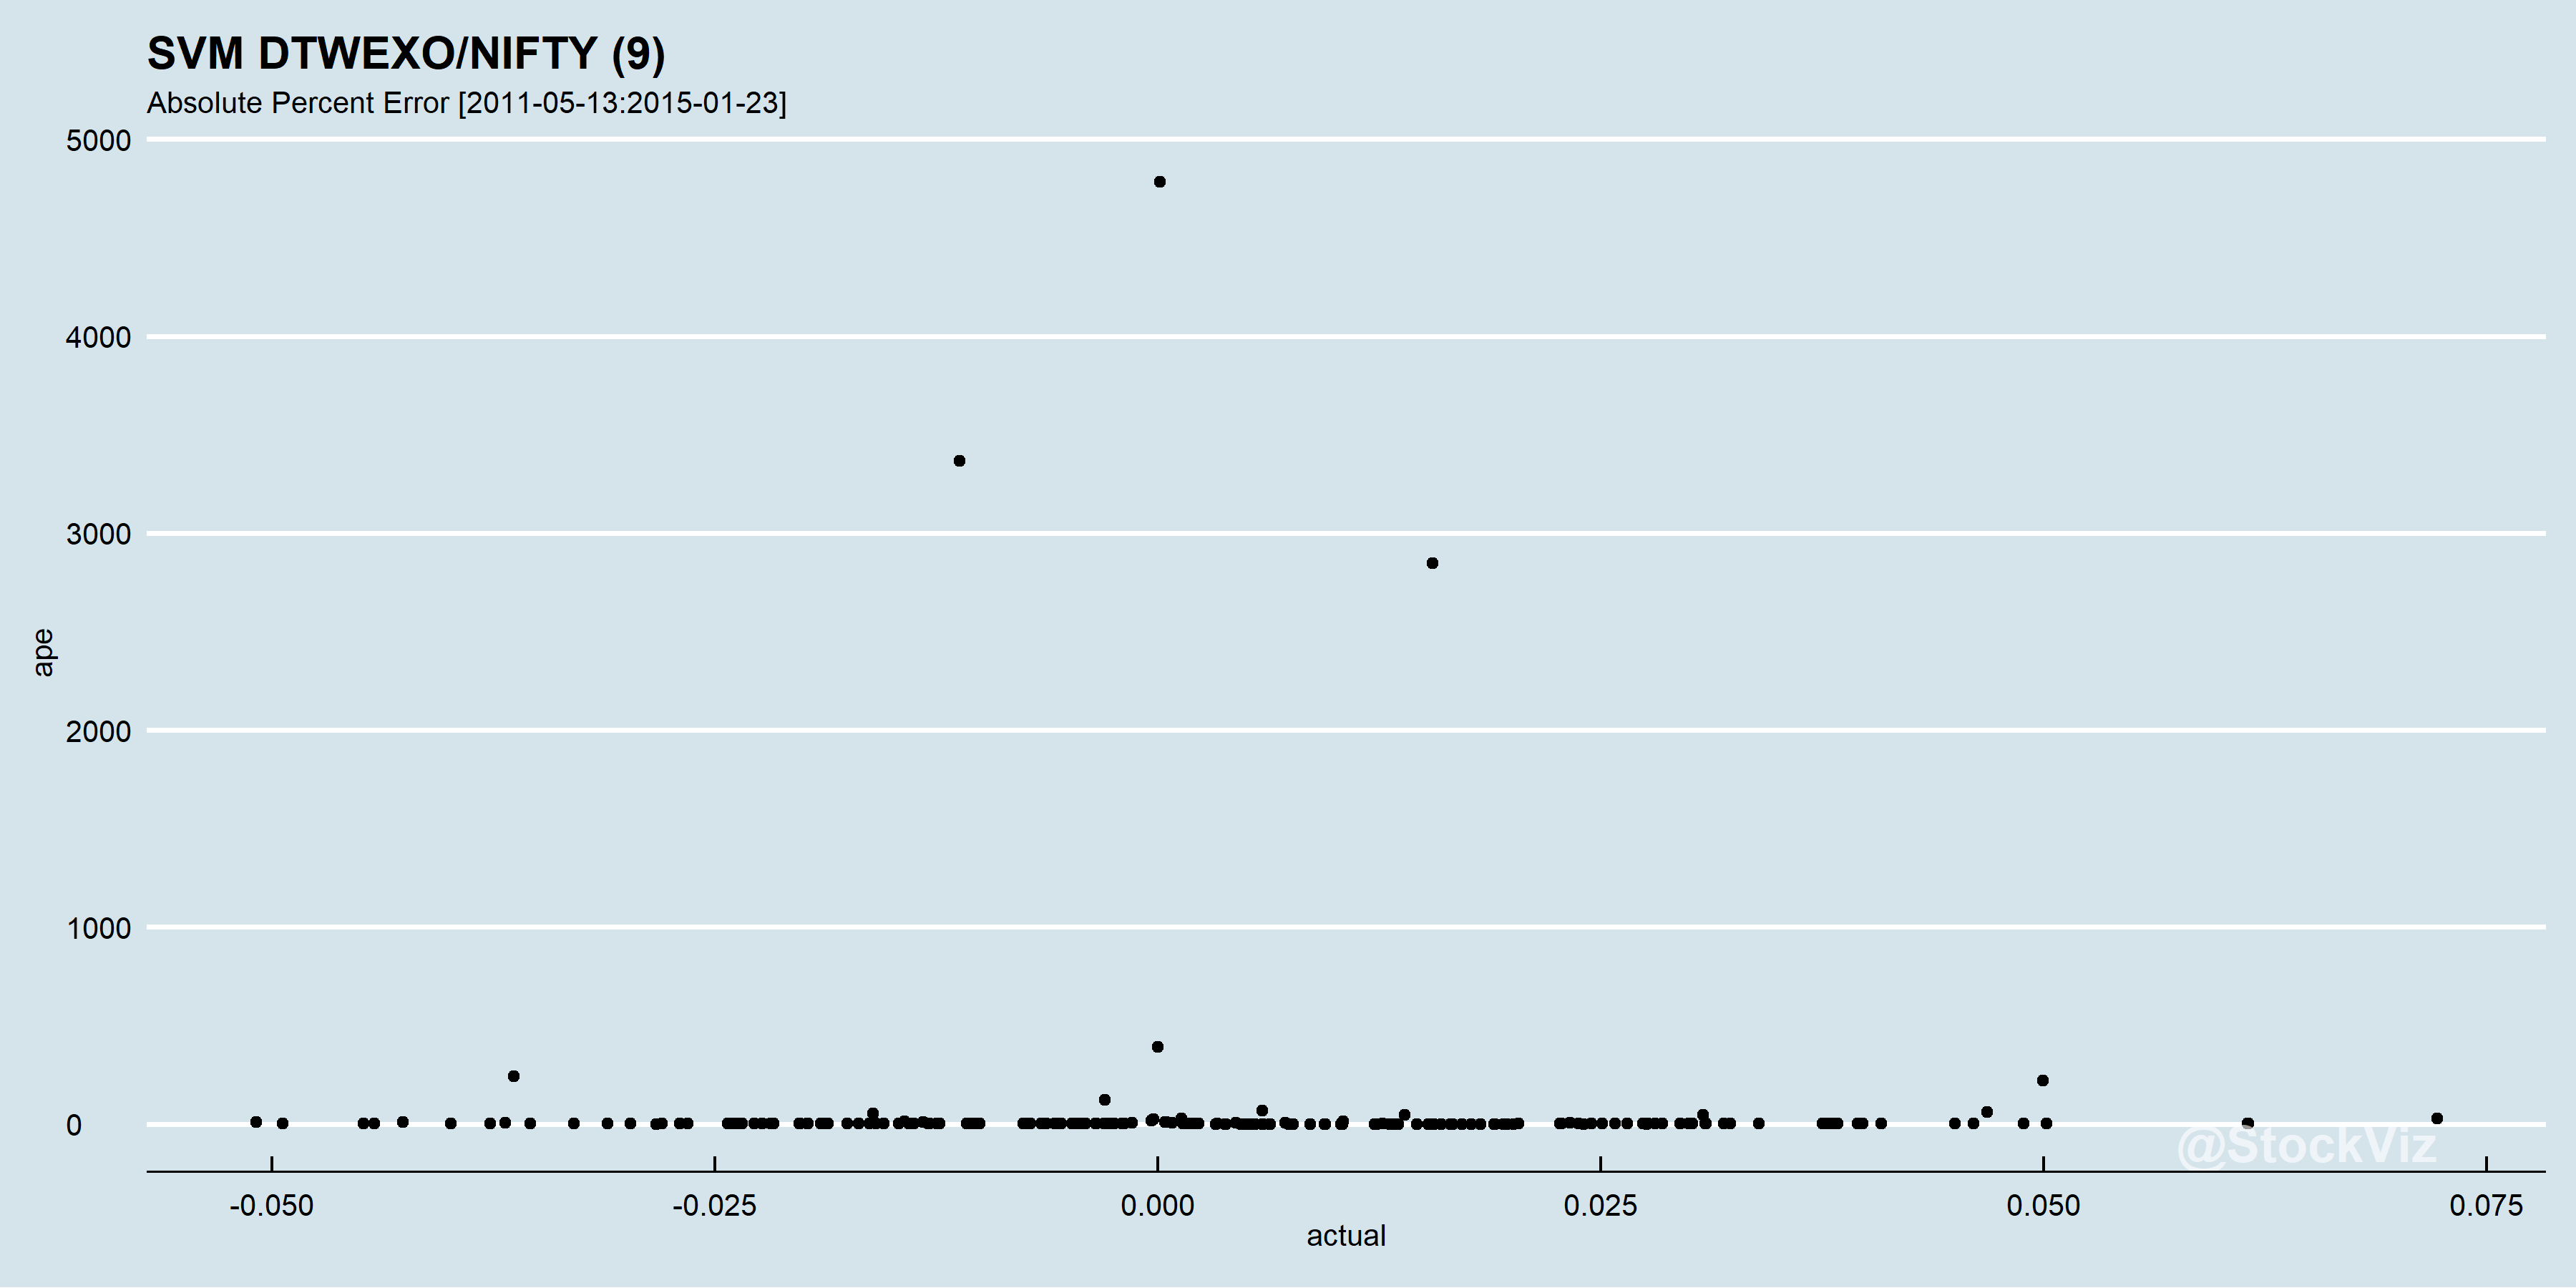 SVM DTWEXO/NIFTY (9)
Absolute Percent Error [2011-05-13:2015-01-23]
5000
4000
3000
2000
1000
0
ape
@StockViz
-0.050 -0.025 0.000 0.025 0.050 0.075
actual